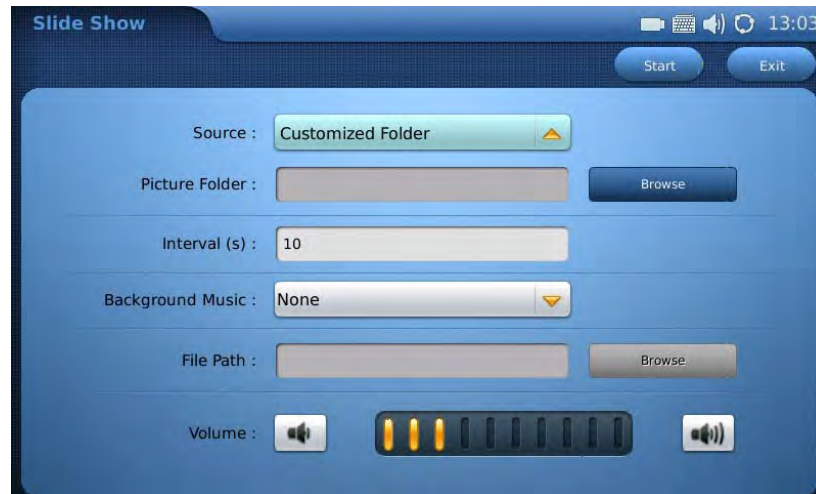 Slide Show 13:03
Start Exit
Source : Customized Folder
Picture Folder : Browse
Interval (s) : 10
Background Music : None
File Path : Browse
Volume :